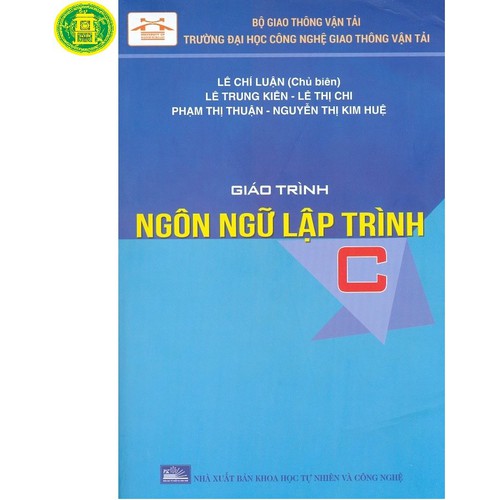 BỘ GIAO THÔNG VẬN TẢI
TRƯỜNG ĐẠI HỌC CÔNG NGHỆ GIAO THÔNG VẬN TẢI
LÊ CHÍ LUẬN (Chủ biên)
LÊ TRUNG KIÊN - LÊ THỊ CHI
PHẠM THỊ THUẬN - NGUYỄN THỊ KIM HUỆ
GIÁO TRÌNH
NGÔN NGỮ LẬP TRÌNH
C
NHÀ XUẤT BẢN KHOA HỌC TỰ NHIÊN VÀ CÔNG NGHỆ